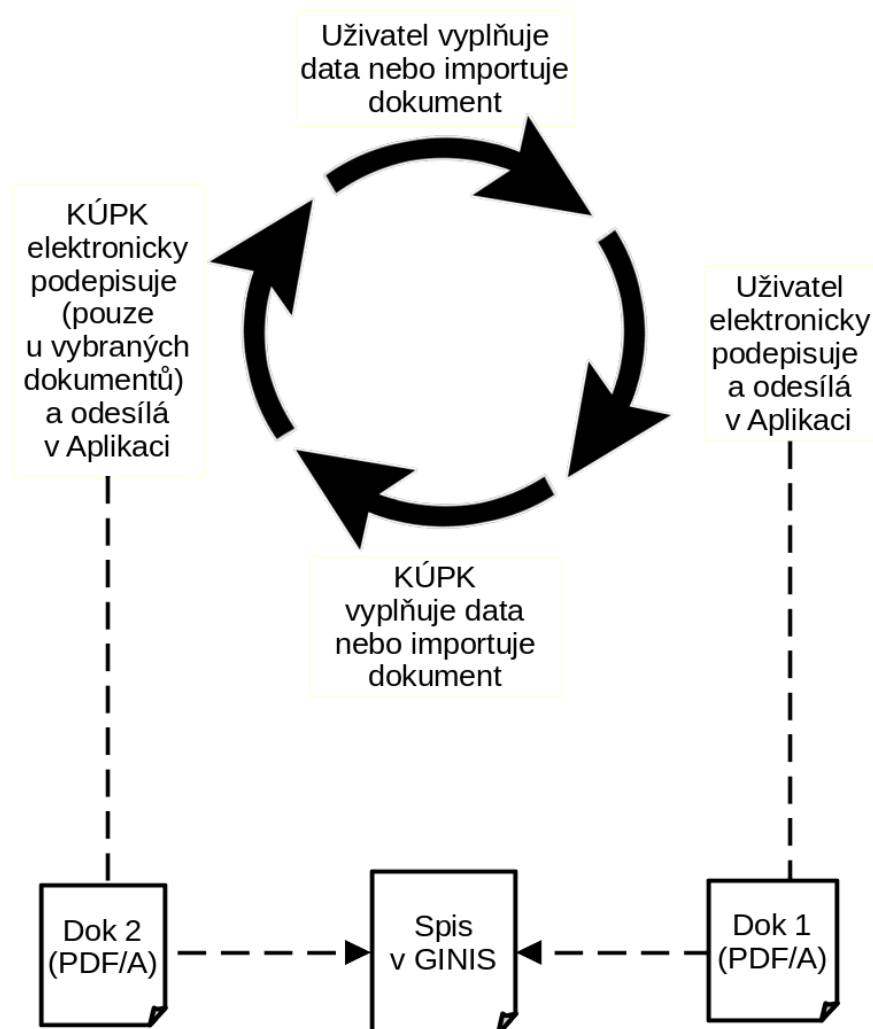 Uživatel vyplňuje
data nebo importuje
dokument
KÚPK
elektronicky
podepisuje
(pouze
u vybraných
dokumentů)
a odesílá
v Aplikaci
Uživatel
elektronicky
podepisuje
a odesílá
v Aplikaci
KÚPK
vyplňuje data
nebo importuje
dokument
Dok 2
(PDF/A)
Spis
v GINIS
Dok 1
(PDF/A)